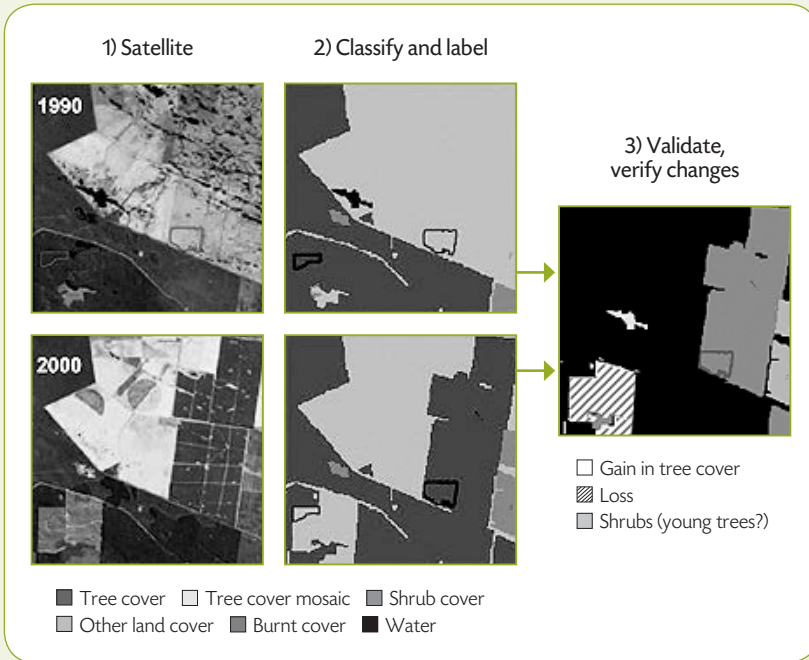 1) Satellite
2) Classify and label
1990
3) Validate,
verify changes
2000
Gain in tree cover
Loss
Shrubs (young trees?)
Tree cover
Tree cover mosaic
Shrub cover
Other land cover
Burnt cover
Water